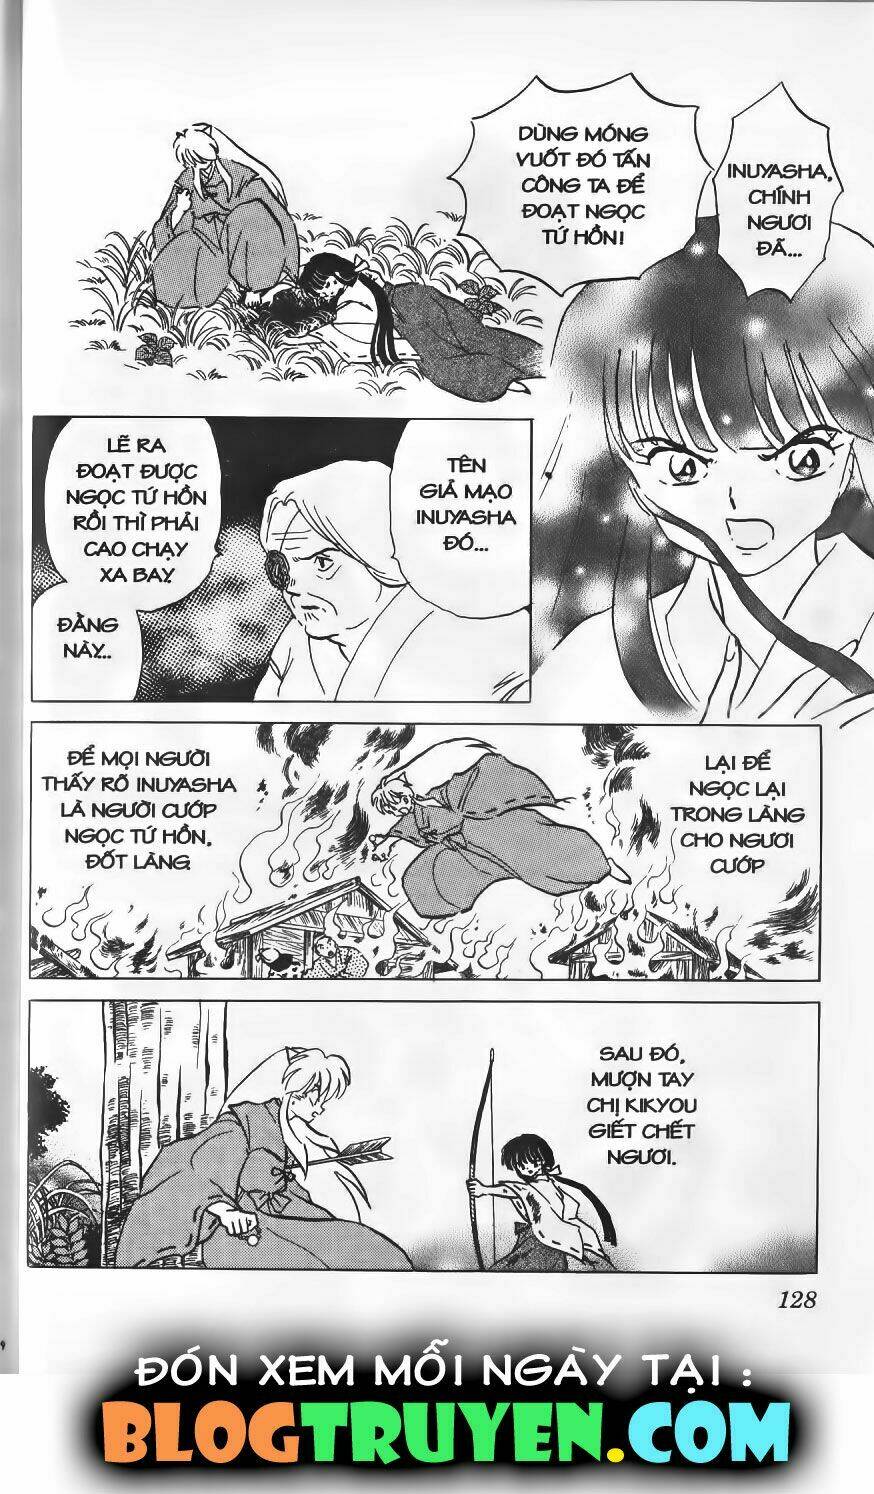 INUYASHA,
CHÍNH
NGƯƠI
ĐÃ...
DÙNG MÓNG
VUỐT ĐÓ TẤN
CÔNG TA ĐỂ
ĐOẠT NGỌC
TỨ HỒN!
TÊN
GIẢ MẠO
INUYASHA
ĐÓ...
LẼ RA
ĐOẠT ĐƯỢC
NGỌC TỨ HỒN
RỒI THÌ PHẢI
CAO CHẠY
XA BAY.
ĐẰNG
NÀY...
LẠI ĐỂ
NGỌC LẠI
TRONG LÀNG
CHO NGƯƠI
CƯỚP
ĐỂ MỌI NGƯỜI
THẤY RÕ INUYASHA
LÀ NGƯỜI CƯỚP
NGỌC TỨ HỒN,
ĐỐT LÀNG.
SAU ĐÓ,
MƯỢN TAY
CHỊ KIKYOU
GIẾT CHẾT
NGƯƠI.
128
ĐÓN XEM MỖI NGÀY TẠI :
BLOGTRUYEN.COM